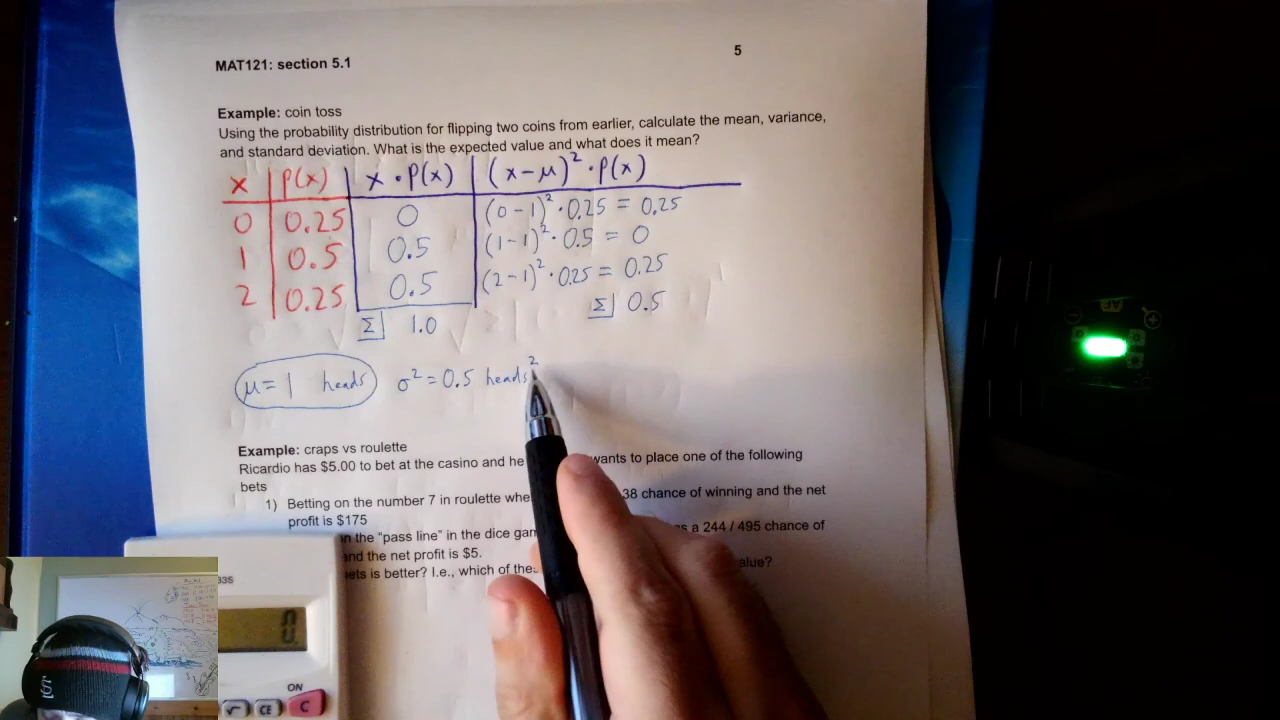 5
MAT121: section 5.1
Example: coin toss
Using the probability distribution for flipping two coins from earlier, calculate the mean, variance,
and standard deviation. What is the expected value and what does it mean?
x P(x) x • P(x) (x-μ)² • P(x)
0 0.25 0 (0-1)² • 0.25 = 0.25
1 0.5 0.5 (1-1)² • 0.5 = 0
2 0.25 0.5 (2-1)² • 0.25 = 0.25
Σ 1.0 Σ 0.5
μ = 1 heads σ² = 0.5 heads²
Example: craps vs roulette
Ricardo has $5.00 to bet at the casino and he wants to place one of the following
bets
1) Betting on the number 7 in roulette 38 chance of winning and the net
profit is $175
on the "pass line" in the dice a 244 / 495 chance of
and the net profit is $5.
is better? I.e., which of
335
0.
ON
√ CE C